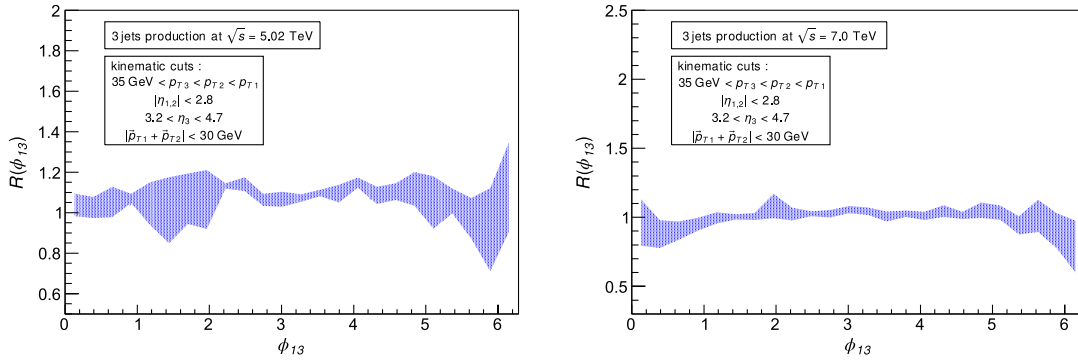 2
1.8
1.6
1.4
1.2
1
0.8
0.6
R(ϕ13)
3 jets production at √s = 5.02 TeV
kinematic cuts :
35 GeV < pT3 < pT2 < pT1
|η1,2| < 2.8
3.2 < η3 < 4.7
|p⃗T1 + p⃗T2| < 30 GeV
0 1 2 3 4 5 6
ϕ13
2.5
2
1.5
1
0.5
R(ϕ13)
3 jets production at √s = 7.0 TeV
kinematic cuts :
35 GeV < pT3 < pT2 < pT1
|η1,2| < 2.8
3.2 < η3 < 4.7
|p⃗T1 + p⃗T2| < 30 GeV
0 1 2 3 4 5 6
ϕ13